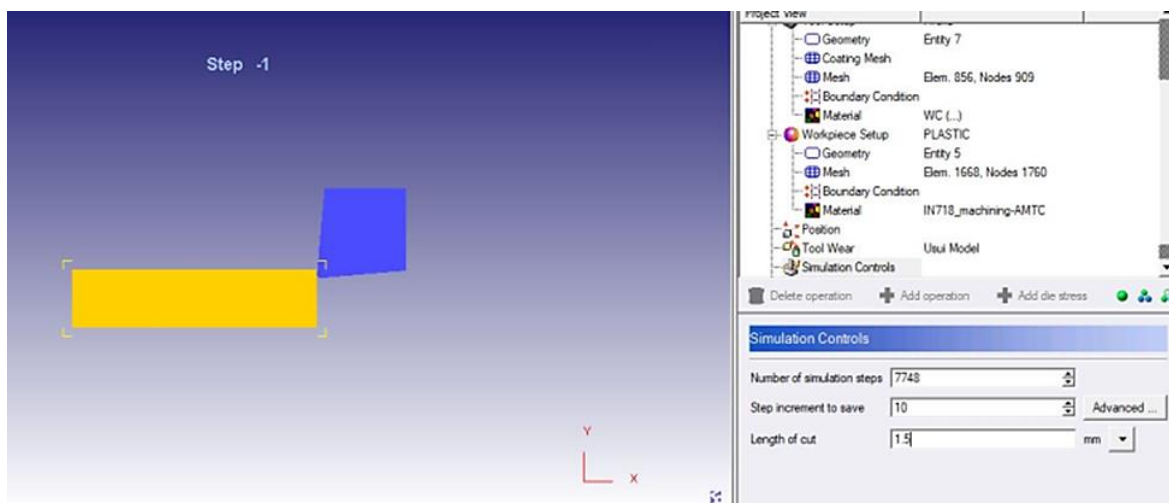 Step -1
Project View
Geometry Entity 7
Coating Mesh
Mesh Elem. 856, Nodes 909
Boundary Condition
Material WC (...)
Workpiece Setup PLASTIC
Geometry Entity 5
Mesh Elem. 1668, Nodes 1760
Boundary Condition
Material IN718_machining-AMTC
Position
Tool Wear Usui Model
Simulation Controls
Delete operation Add operation Add die stress
Simulation Controls
Number of simulation steps 7748
Step increment to save 10 Advanced ...
Length of cut 1.5 mm
Y
X